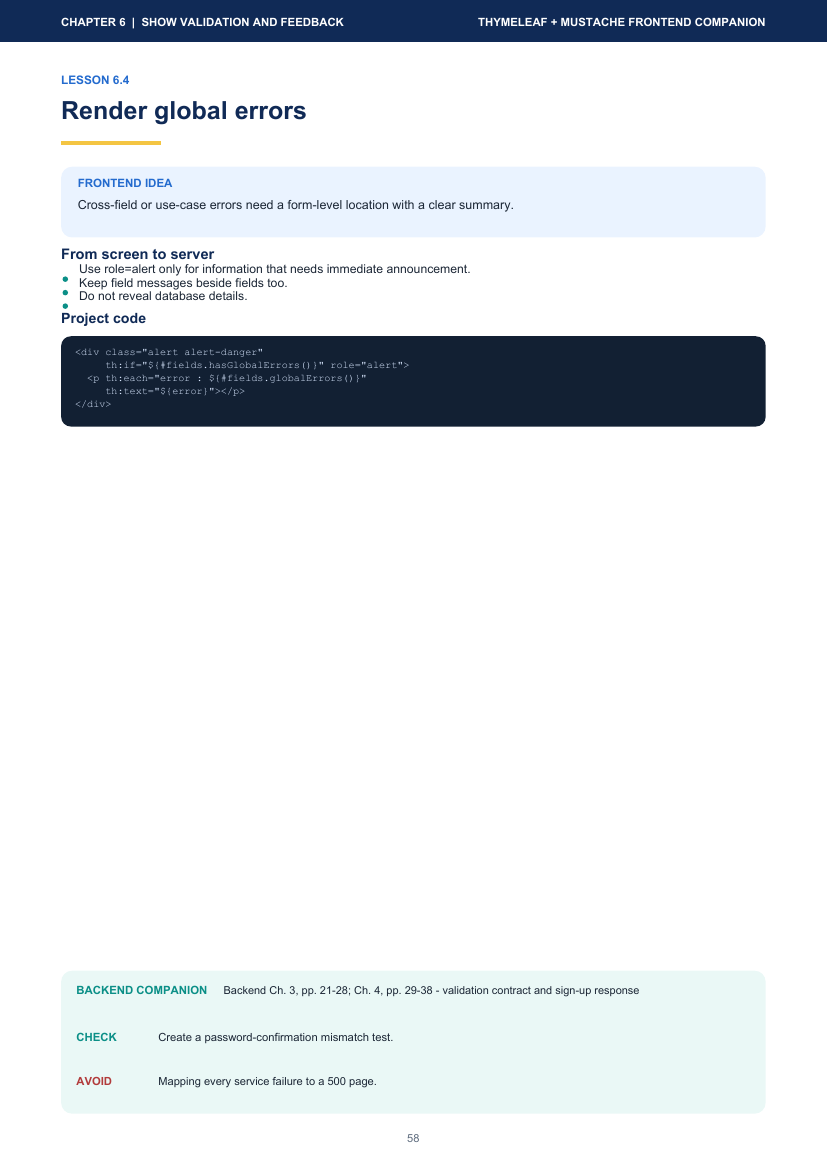 CHAPTER 6 | SHOW VALIDATION AND FEEDBACK
THYMELEAF + MUSTACHE FRONTEND COMPANION
LESSON 6.4
Render global errors
FRONTEND IDEA
Cross-field or use-case errors need a form-level location with a clear summary.
From screen to server
Use role=alert only for information that needs immediate announcement.
Keep field messages beside fields too.
Do not reveal database details.
Project code
<div class="alert alert-danger"
     th:if="${#fields.hasGlobalErrors()}" role="alert">
  <p th:each="error : ${#fields.globalErrors()}"
     th:text="${error}"></p>
</div>
BACKEND COMPANION Backend Ch. 3, pp. 21-28; Ch. 4, pp. 29-38 - validation contract and sign-up response
CHECK Create a password-confirmation mismatch test.
AVOID Mapping every service failure to a 500 page.
58